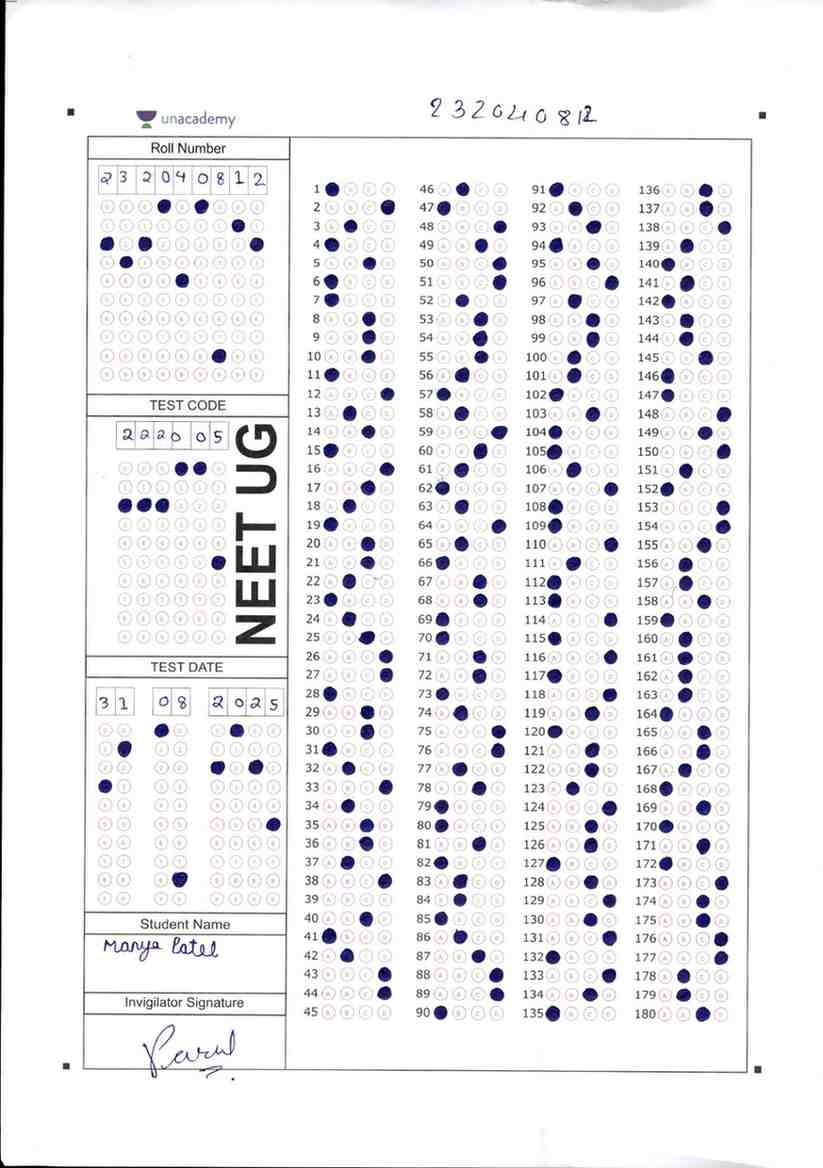 232040812
unacademy
Roll Number
2 3 2 0 4 0 8 1 2
TEST CODE
2 2 2 0 0 5
NEET UG
TEST DATE
3 1 0 8 2 0 2 5
Student Name
Manya Patel
Invigilator Signature
Parul
1 46 91 136
2 47 92 137
3 48 93 138
4 49 94 139
5 50 95 140
6 51 96 141
7 52 97 142
8 53 98 143
9 54 99 144
10 55 100 145
11 56 101 146
12 57 102 147
13 58 103 148
14 59 104 149
15 60 105 150
16 61 106 151
17 62 107 152
18 63 108 153
19 64 109 154
20 65 110 155
21 66 111 156
22 67 112 157
23 68 113 158
24 69 114 159
25 70 115 160
26 71 116 161
27 72 117 162
28 73 118 163
29 74 119 164
30 75 120 165
31 76 121 166
32 77 122 167
33 78 123 168
34 79 124 169
35 80 125 170
36 81 126 171
37 82 127 172
38 83 128 173
39 84 129 174
40 85 130 175
41 86 131 176
42 87 132 177
43 88 133 178
44 89 134 179
45 90 135 180